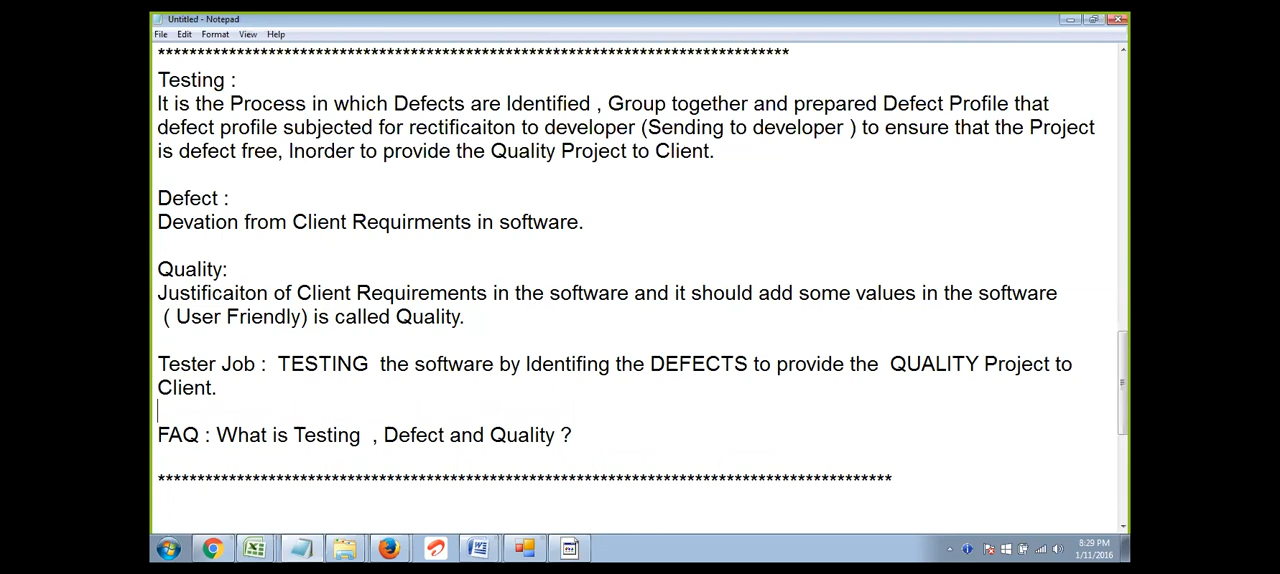 Untitled - Notepad
File Edit Format View Help
********************************************************************************
Testing :
It is the Process in which Defects are Identified , Group together and prepared Defect Profile that
defect profile subjected for rectificaiton to developer (Sending to developer ) to ensure that the Project
is defect free, Inorder to provide the Quality Project to Client.
Defect :
Devation from Client Requirments in software.
Quality:
Justificaiton of Client Requirements in the software and it should add some values in the software
( User Friendly) is called Quality.
Tester Job : TESTING the software by Identifing the DEFECTS to provide the QUALITY Project to
Client.
FAQ : What is Testing , Defect and Quality ?
*********************************************************************************************
8:29 PM
1/11/2016